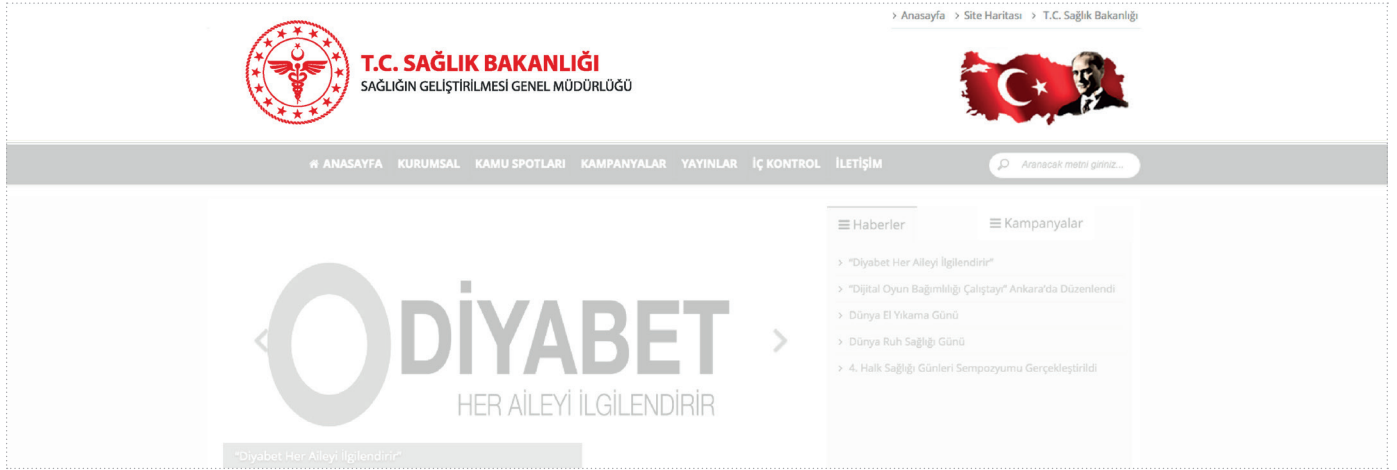 > Anasayfa > Site Haritası > T.C. Sağlık Bakanlığı
T.C. SAĞLIK BAKANLIĞI
SAĞLIĞIN GELİŞTİRİLMESİ GENEL MÜDÜRLÜĞÜ
ANASAYFA KURUMSAL KAMU SPOTLARI KAMPANYALAR YAYINLAR İÇ KONTROL İLETİŞİM
Aranacak metni giriniz...
DİYABET
HER AİLEYİ İLGİLENDİRİR
"Diyabet Her Aileyi İlgilendirir"
Haberler
Kampanyalar
> "Diyabet Her Aileyi İlgilendirir"
> "Dijital Oyun Bağımlılığı Çalıştayı" Ankara'da Düzenlendi
> Dünya El Yıkama Günü
> Dünya Ruh Sağlığı Günü
> 4. Halk Sağlığı Günleri Sempozyumu Gerçekleştirildi